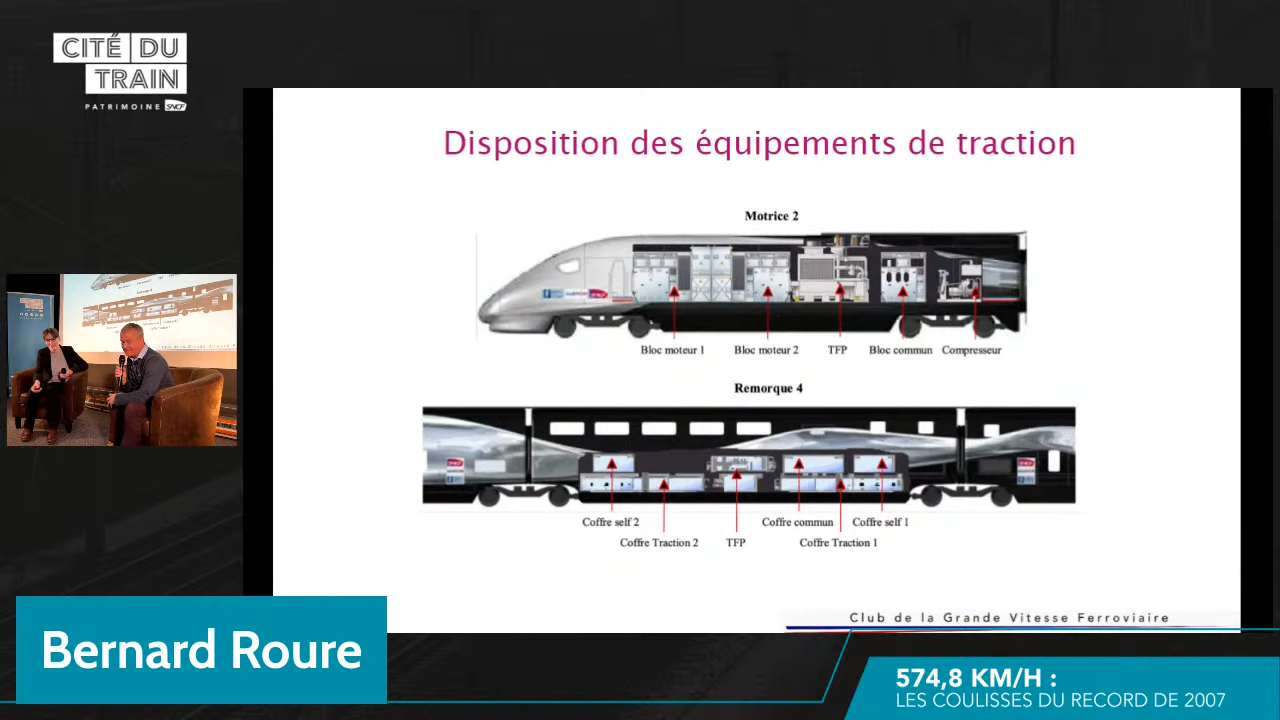 CITÉ DU
TRAIN
PATRIMOINE SNCF
Disposition des équipements de traction
Motrice 2
Bloc moteur 1 Bloc moteur 2 TFP Bloc commun Compresseur
Remorque 4
SNCF
SNCF
Coffre self 2 Coffre commun Coffre self 1
Coffre Traction 2 TFP Coffre Traction 1
Club de la Grande Vitesse Ferroviaire
Bernard Roure
574,8 KM/H :
LES COULISSES DU RECORD DE 2007